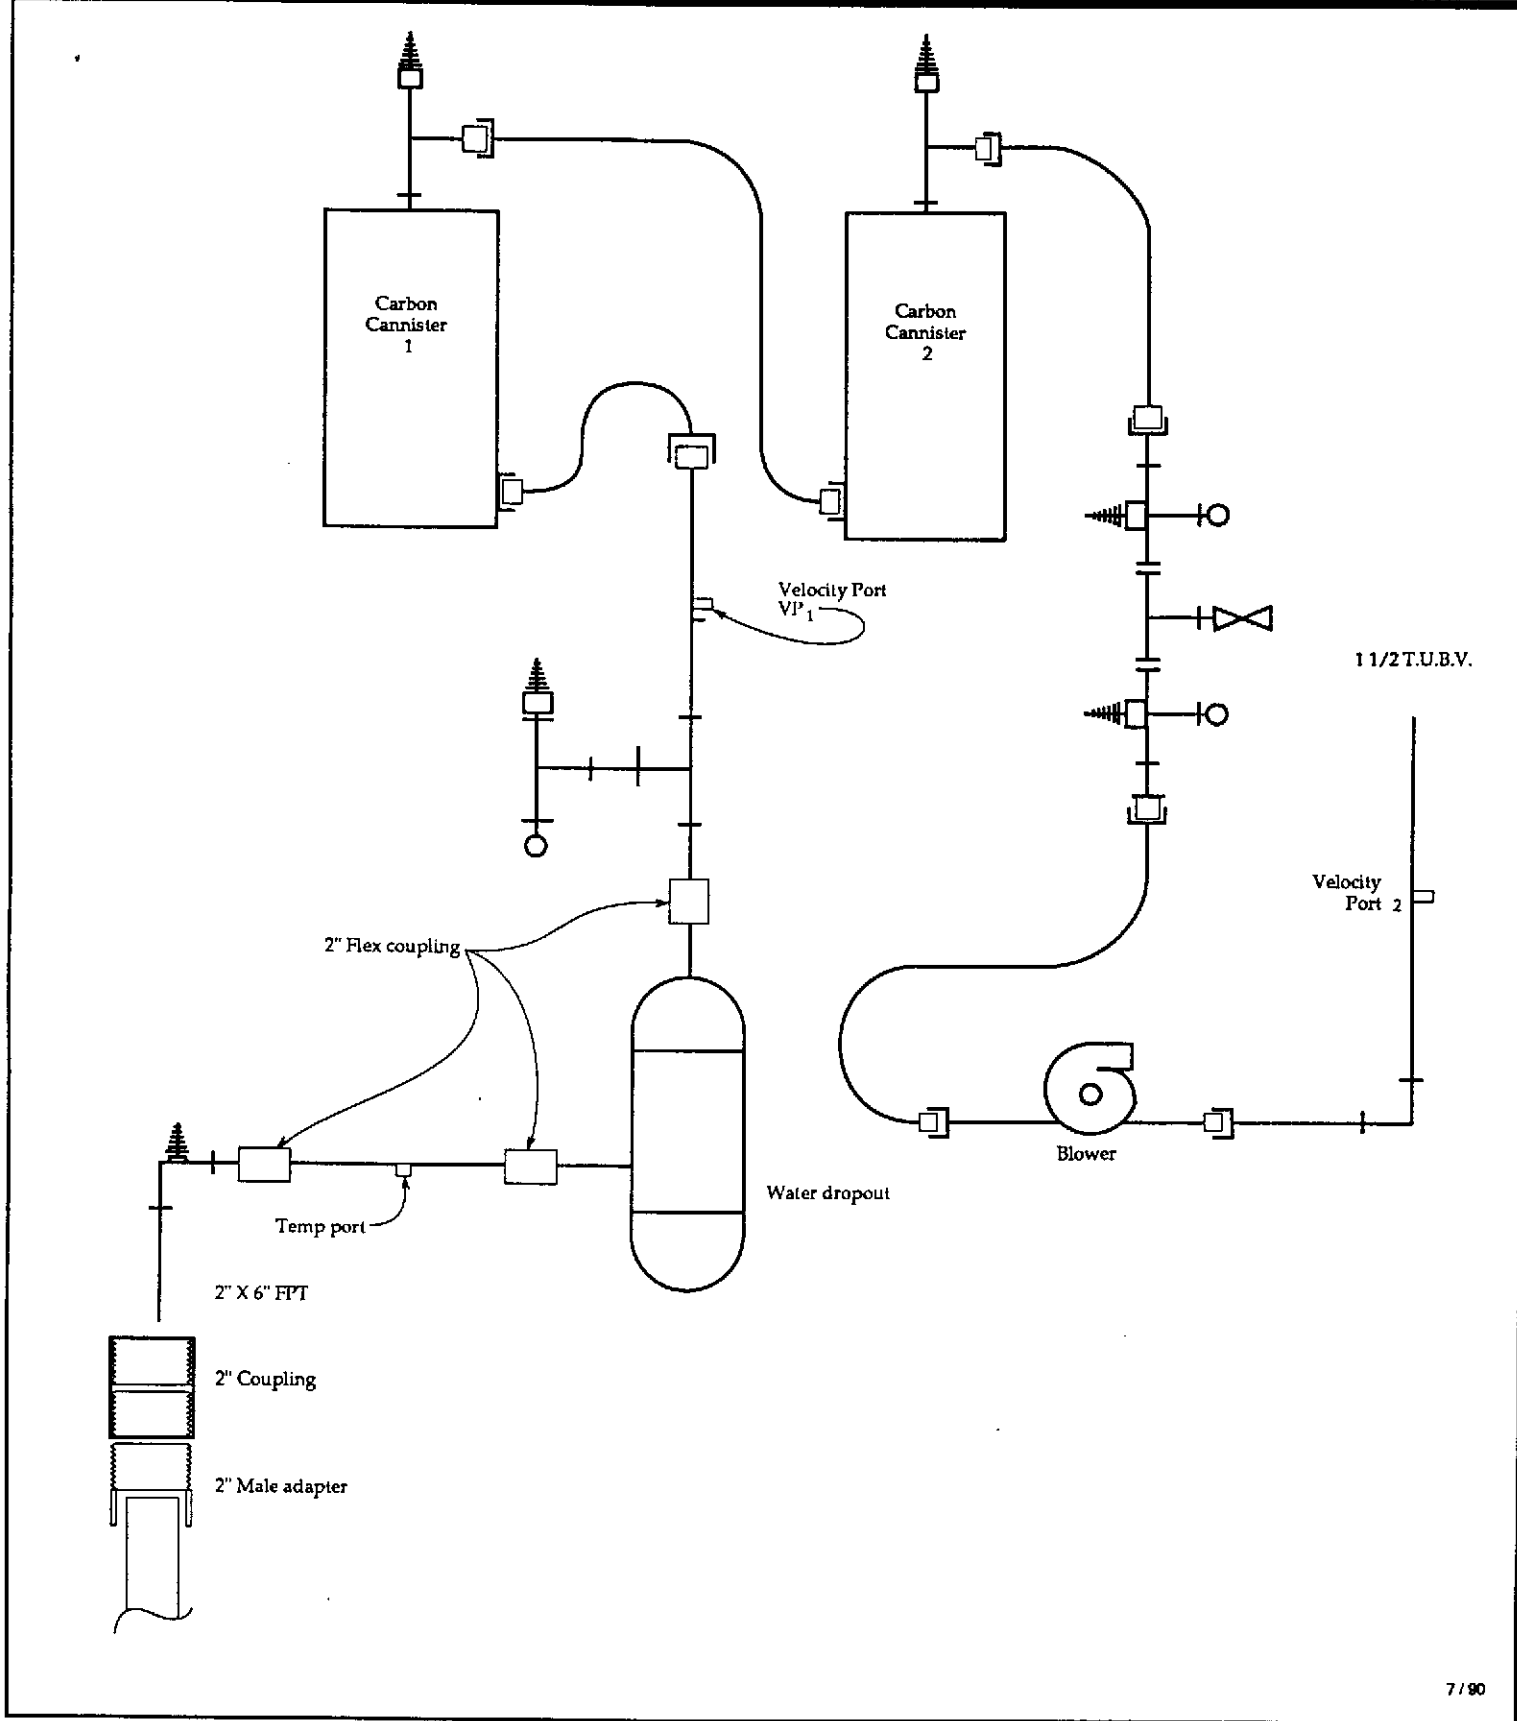 Carbon
Cannister
1
Carbon
Cannister
2
Velocity Port
VP1
1 1/2 T.U.B.V.
Velocity
Port 2
2" Flex coupling
Blower
Water dropout
Temp port
2" X 6" FPT
2" Coupling
2" Male adapter
7 / 90